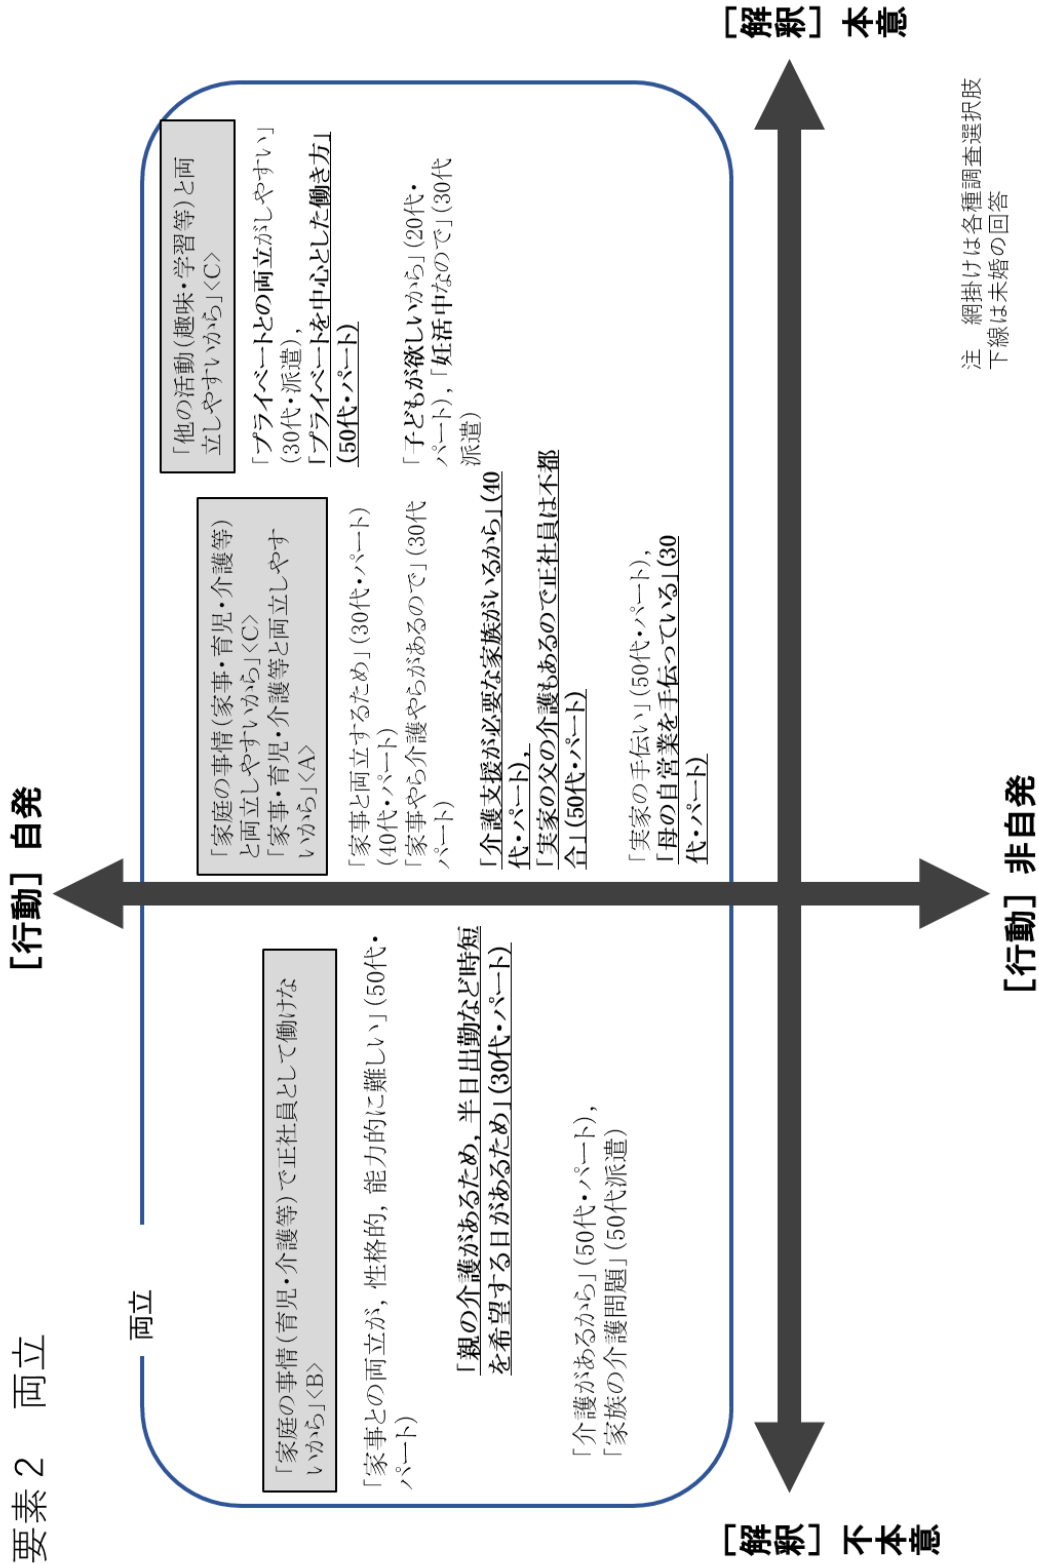 要素２　両立
［行動］自発
両立
「家庭の事情（育児・介護等）で正社員として働けな
いから」<B>
「家事との両立が，性格的，能力的に難しい」（50代・
パート）
「親の介護があるため，半日出勤など時短
を希望する日があるため」（30代・パート）
「介護があるから」（50代・パート），
「家族の介護問題」（50代派遣）
「家庭の事情（家事・育児・介護等）
と両立しやすいから」<C>
「家事・育児・介護等と両立しやす
いから」<A>
「家事と両立するため」（30代・パート）
（40代・パート）
「家事やら介護やらがあるので」（30代
パート）
「介護支援が必要な家族がいるから」（40
代・パート），
「実家の父の介護もあるので正社員は不都
合」（50代・パート）
「実家の手伝い」（50代・パート），
「母の自営業を手伝っている」（30
代・パート）
「他の活動（趣味・学習等）と両
立しやすいから」<C>
「プライベートとの両立がしやすい」
（30代・派遣），
「プライベートを中心とした働き方」
（50代・パート）
「子どもが欲しいから」（20代・
パート），「妊活中なので」（30代
派遣）
［解釈］不本意
［解釈］本意
［行動］非自発
注　網掛けは各種調査選択肢
下線は未婚の回答